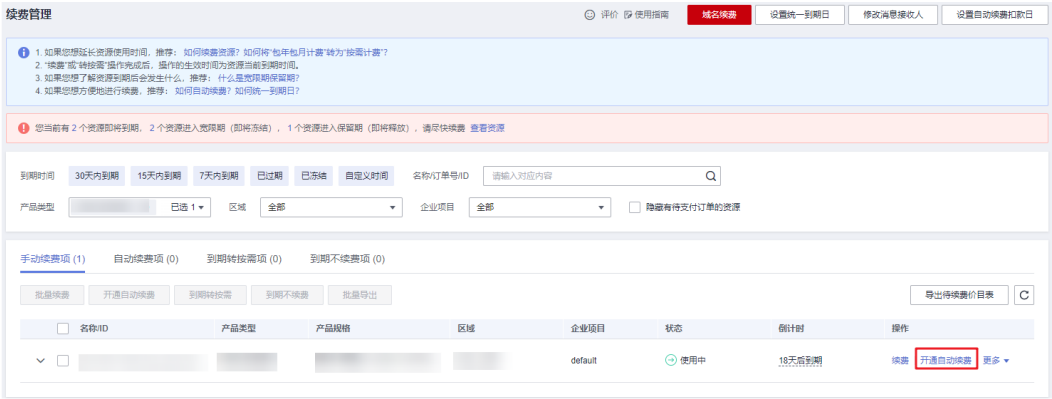 续费管理 评价 使用指南 域名续费 设置统一到期日 修改消息接收人 设置自动续费扣款日
1. 如果您想延长资源使用时间，推荐： 如何续费资源？如何将“包年包月计费”转为“按需计费”？
2. “续费”或“转按需”操作完成后，操作的生效时间为资源当前到期时间。
3. 如果您想了解资源到期后会发生什么，推荐： 什么是宽限期保留期？
4. 如果您想方便地进行续费，推荐： 如何自动续费？如何统一到期日？
您当前有 2 个资源即将到期， 2 个资源进入宽限期（即将冻结）， 1 个资源进入保留期（即将释放），请尽快续费 查看资源
到期时间 30天内到期 15天内到期 7天内到期 已过期 已冻结 自定义时间 名称/订单号/ID 请输入对应内容
产品类型 已选 1 区域 全部 企业项目 全部 隐藏有待支付订单的资源
手动续费项 (1) 自动续费项 (0) 到期转按需项 (0) 到期不续费项 (0)
批量续费 开通自动续费 到期转按需 到期不续费 批量导出 导出待续费价目表
名称/ID 产品类型 产品规格 区域 企业项目 状态 倒计时 操作
default 使用中 18天后到期 续费 开通自动续费 更多